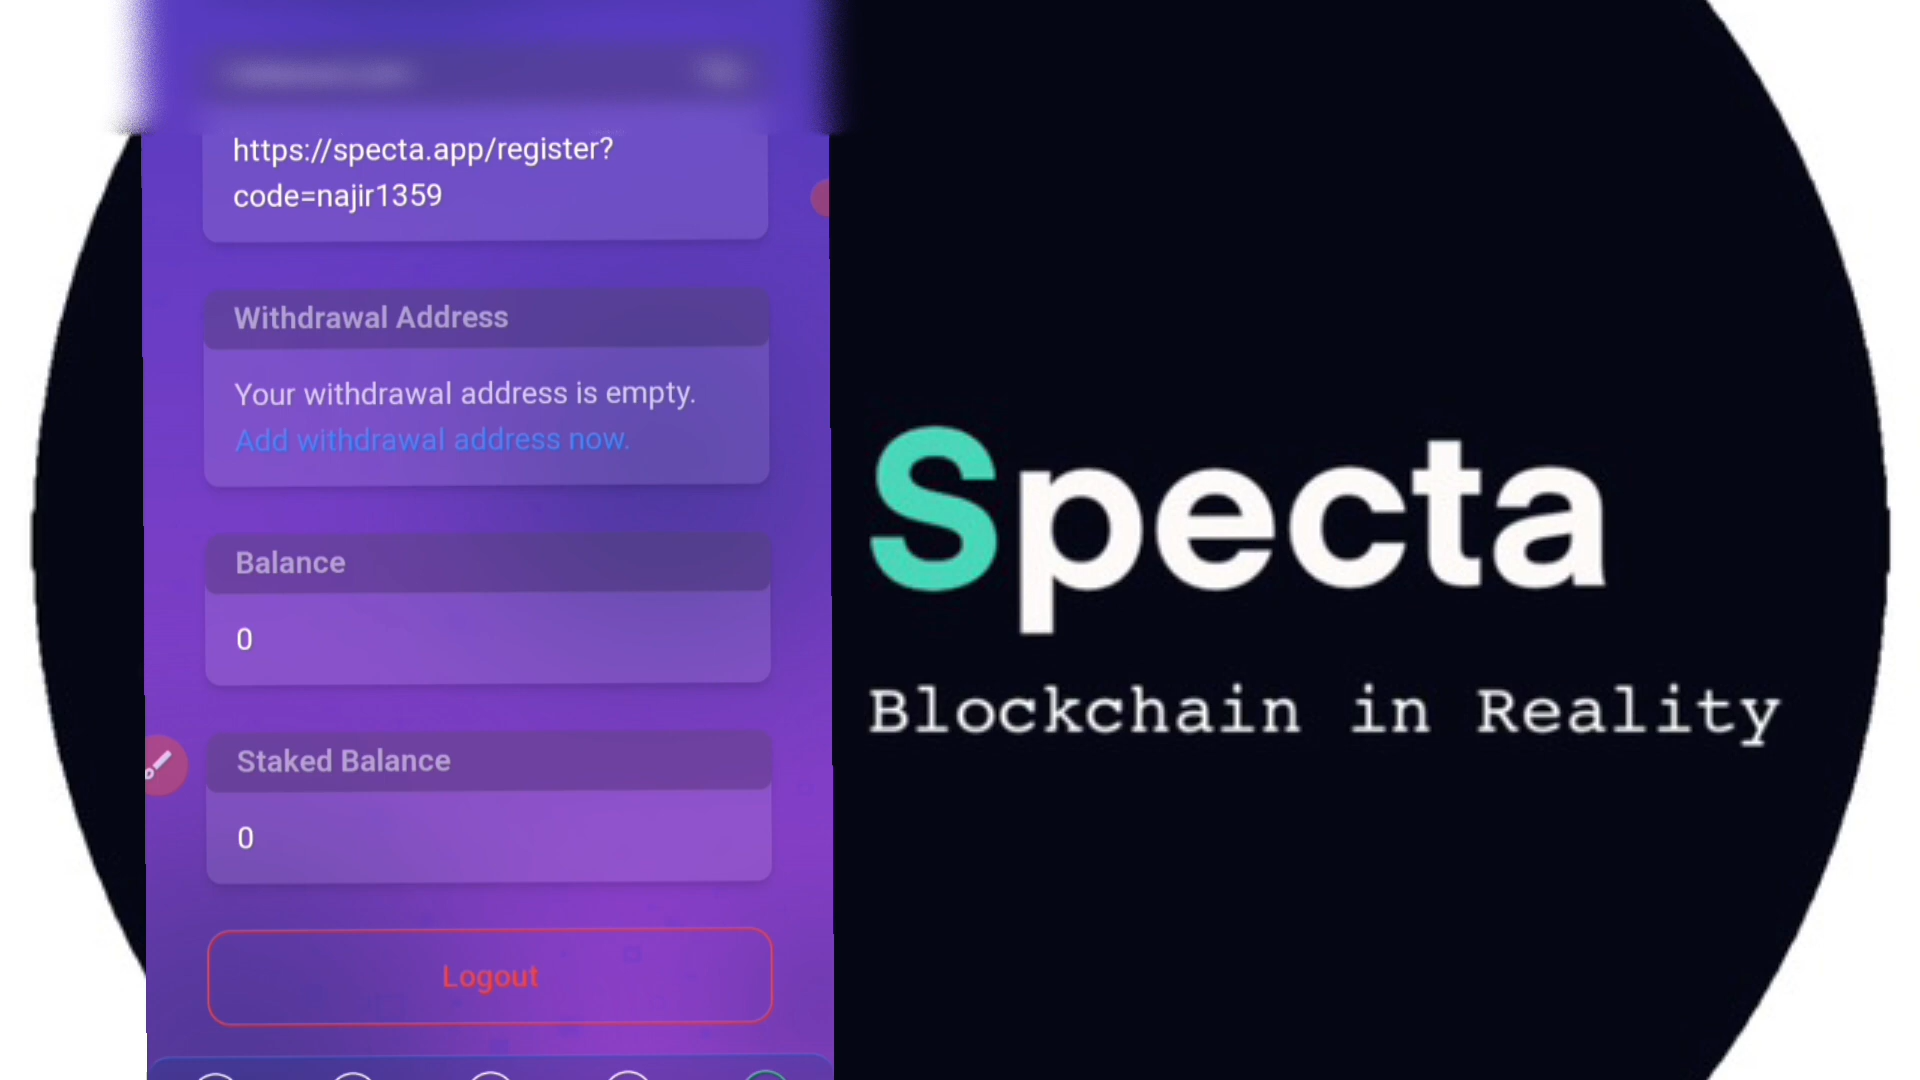 https://specta.app/register?
code=najir1359
Withdrawal Address
Your withdrawal address is empty.
Add withdrawal address now.
Balance
0
Staked Balance
0
Logout
Specta
Blockchain in Reality